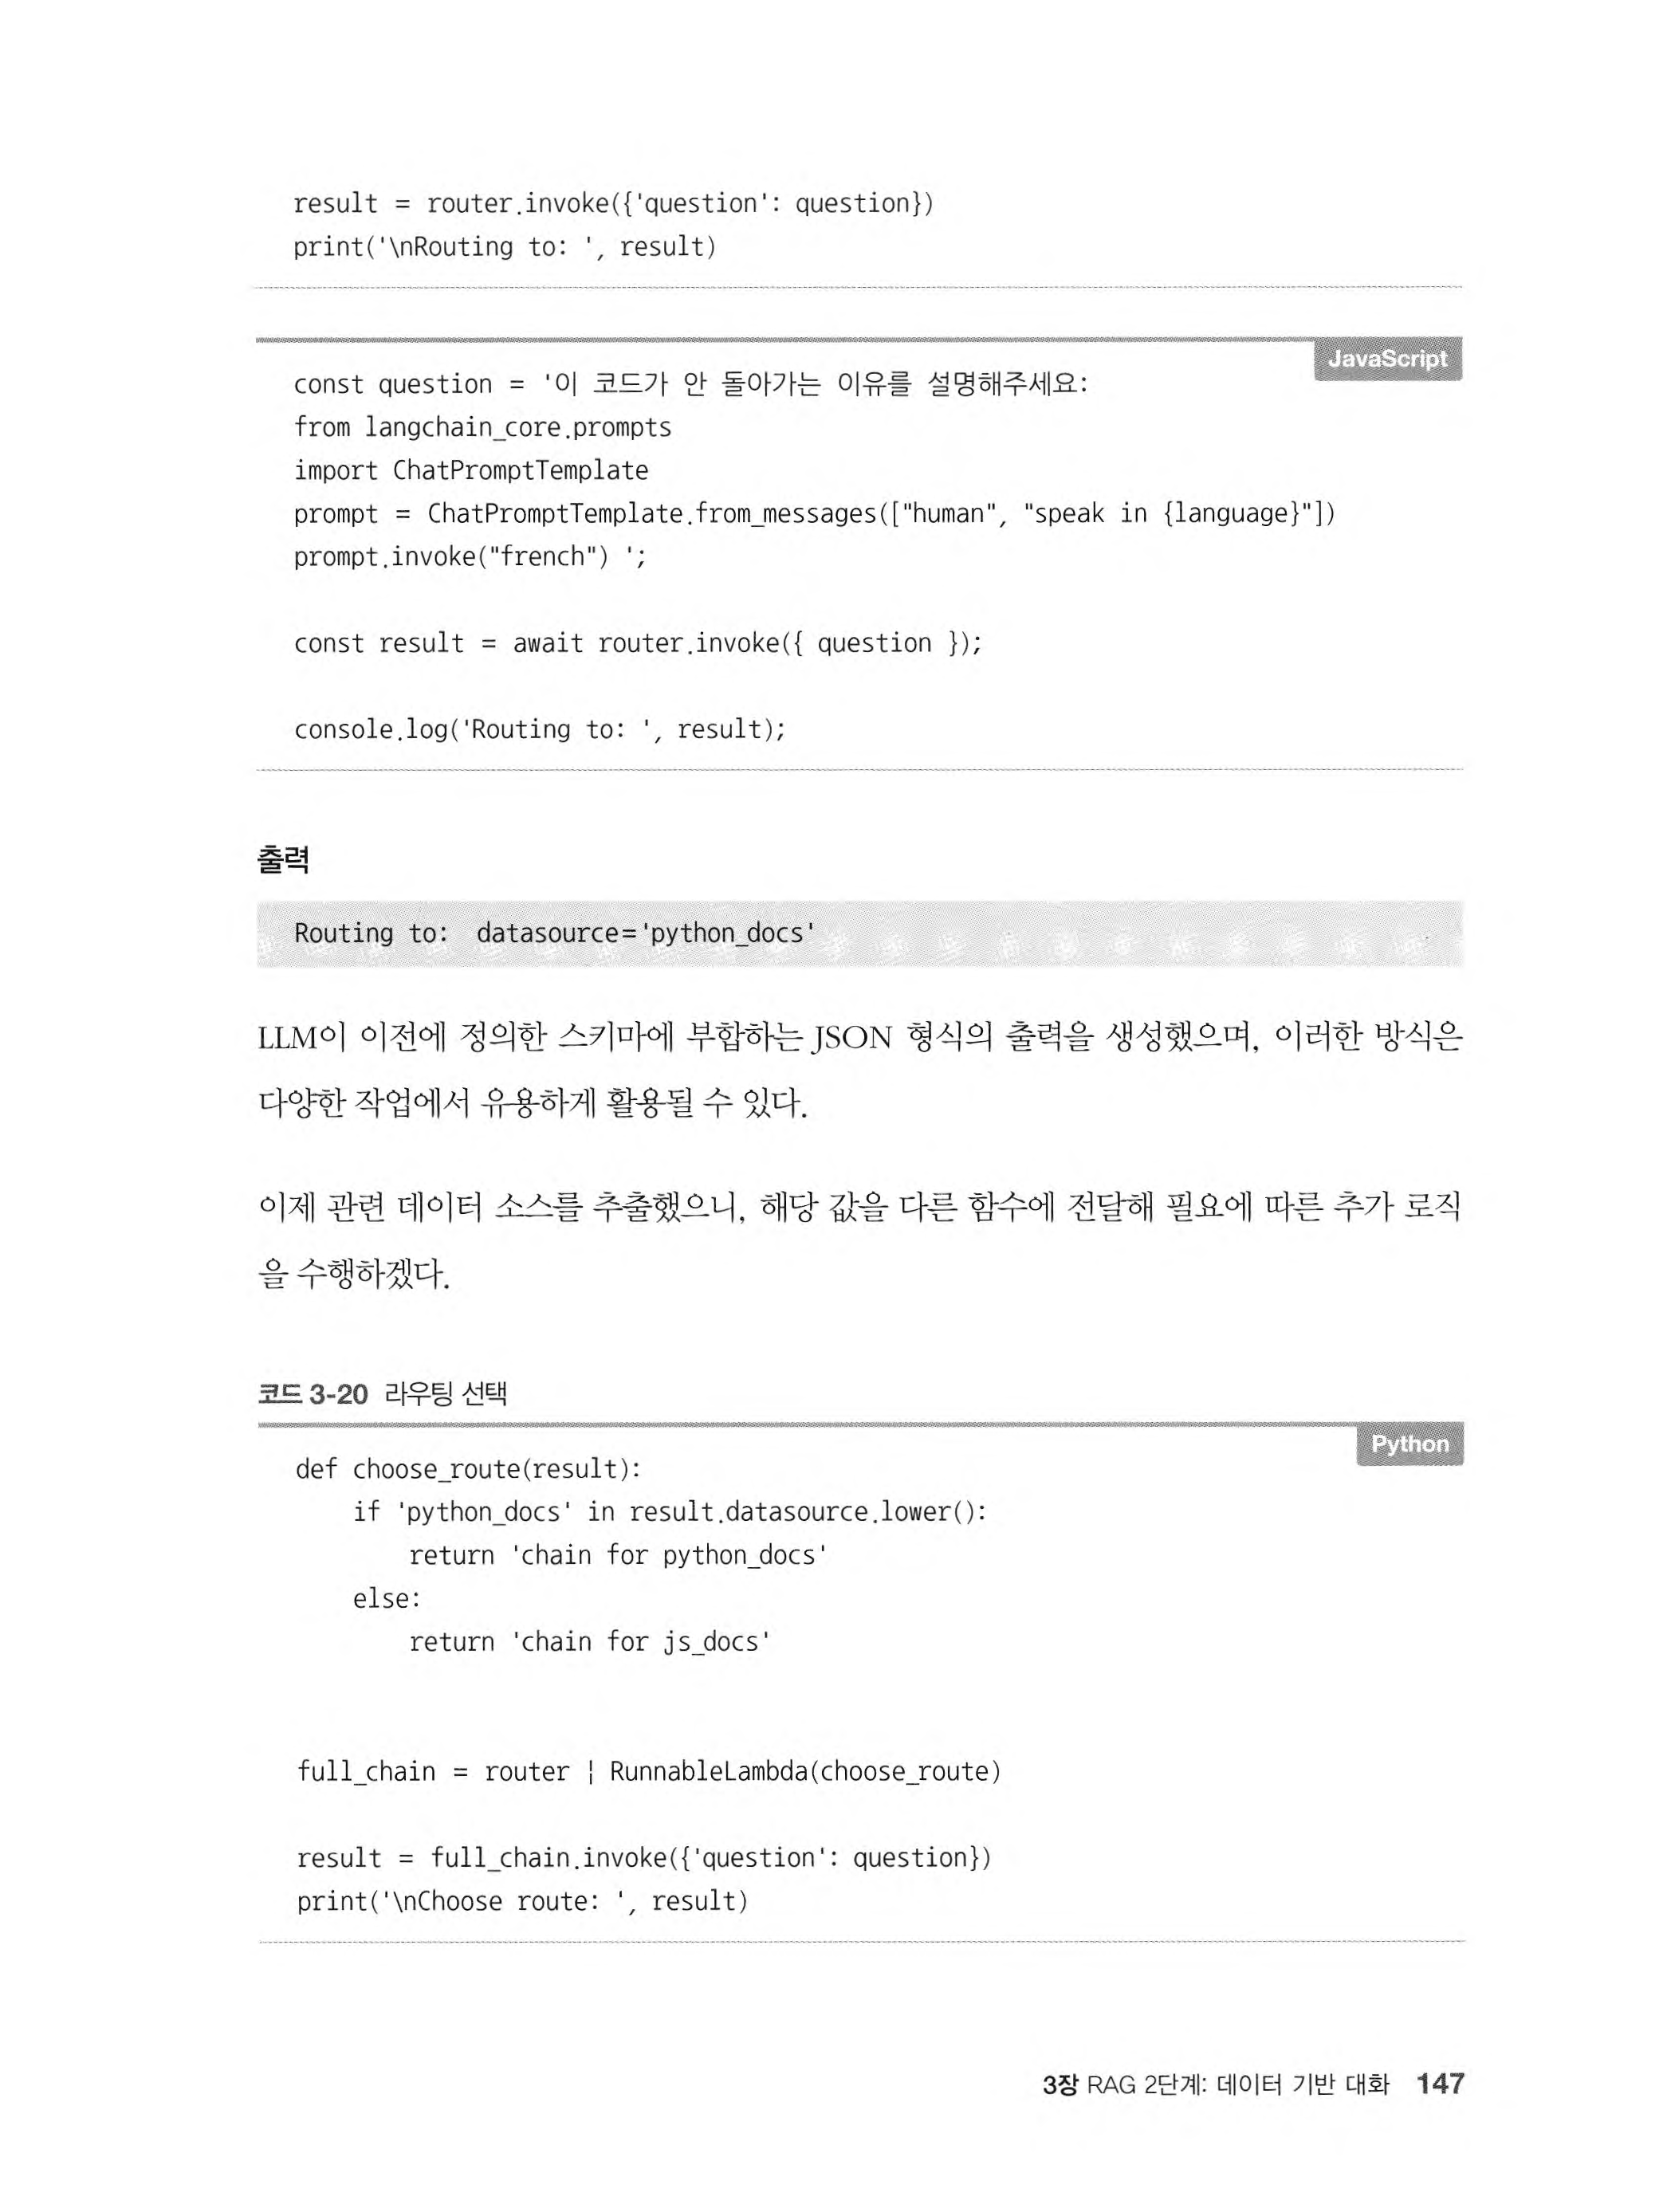 result = router.invoke({'question': question})
print('\nRouting to: ', result)
JavaScript
const question = '이 코드가 안 돌아가는 이유를 설명해주세요:
from langchain_core.prompts
import ChatPromptTemplate
prompt = ChatPromptTemplate.from_messages(["human", "speak in {language}"])
prompt.invoke("french") ';
const result = await router.invoke({ question });
console.log('Routing to: ', result);
출력
Routing to:  datasource='python_docs'
LLM이 이전에 정의한 스키마에 부합하는 JSON 형식의 출력을 생성했으며, 이러한 방식은
다양한 작업에서 유용하게 활용될 수 있다.
이제 관련 데이터 소스를 추출했으니, 해당 값을 다른 함수에 전달해 필요에 따른 추가 로직
을 수행하겠다.
코드 3-20 라우팅 선택
Python
def choose_route(result):
    if 'python_docs' in result.datasource.lower():
        return 'chain for python_docs'
    else:
        return 'chain for js_docs'
full_chain = router | RunnableLambda(choose_route)
result = full_chain.invoke({'question': question})
print('\nChoose route: ', result)
3장 RAG 2단계: 데이터 기반 대화 147